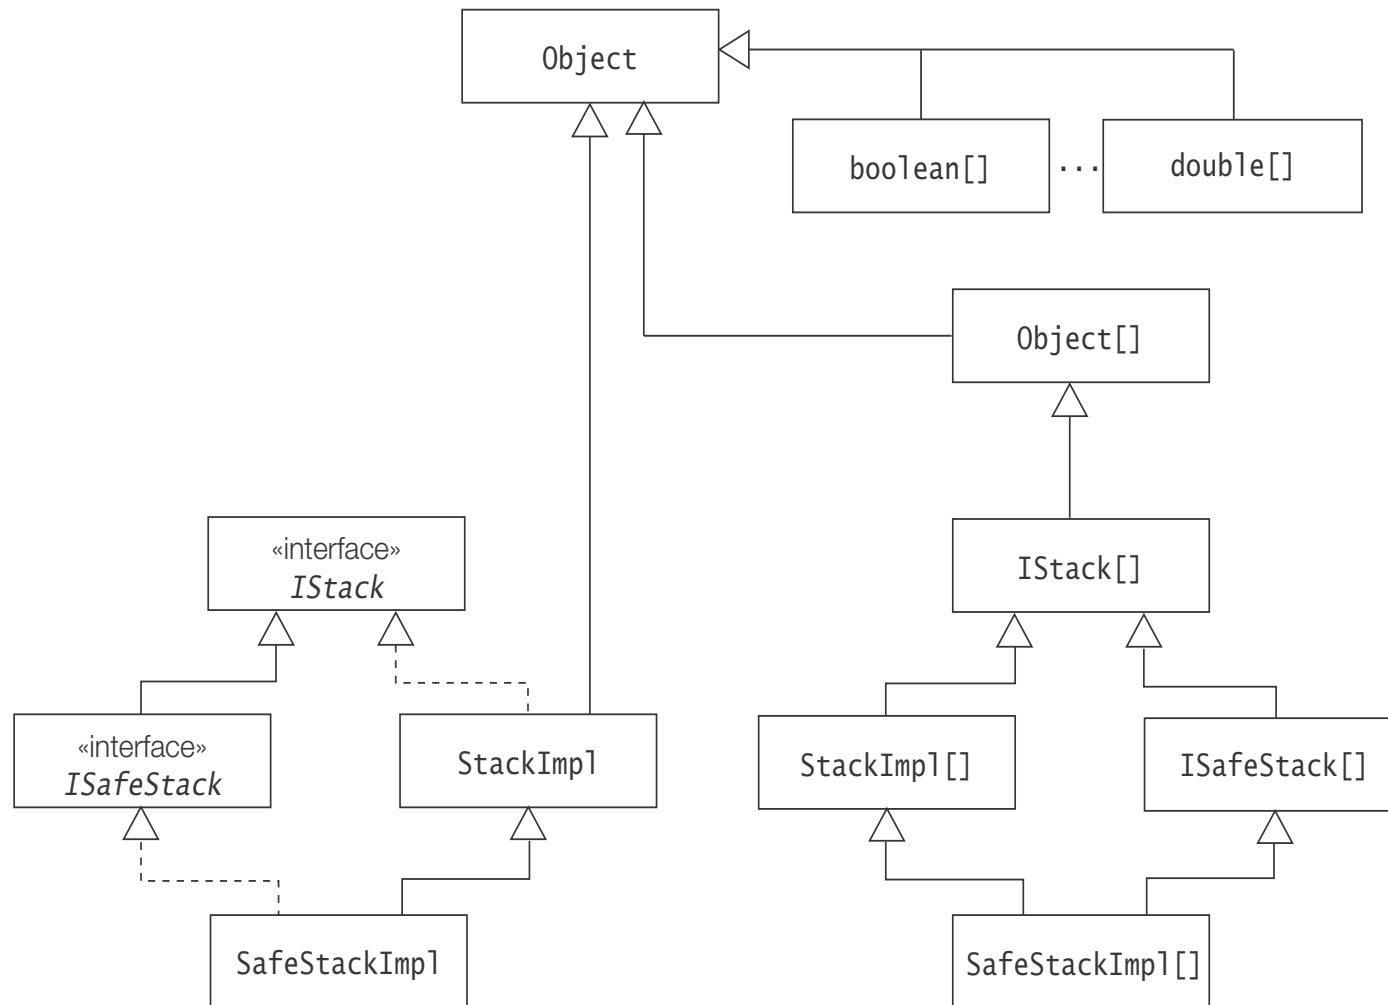 Object
boolean[]
...
double[]
Object[]
«interface»
IStack
IStack[]
«interface»
ISafeStack
StackImpl
StackImpl[]
ISafeStack[]
SafeStackImpl
SafeStackImpl[]